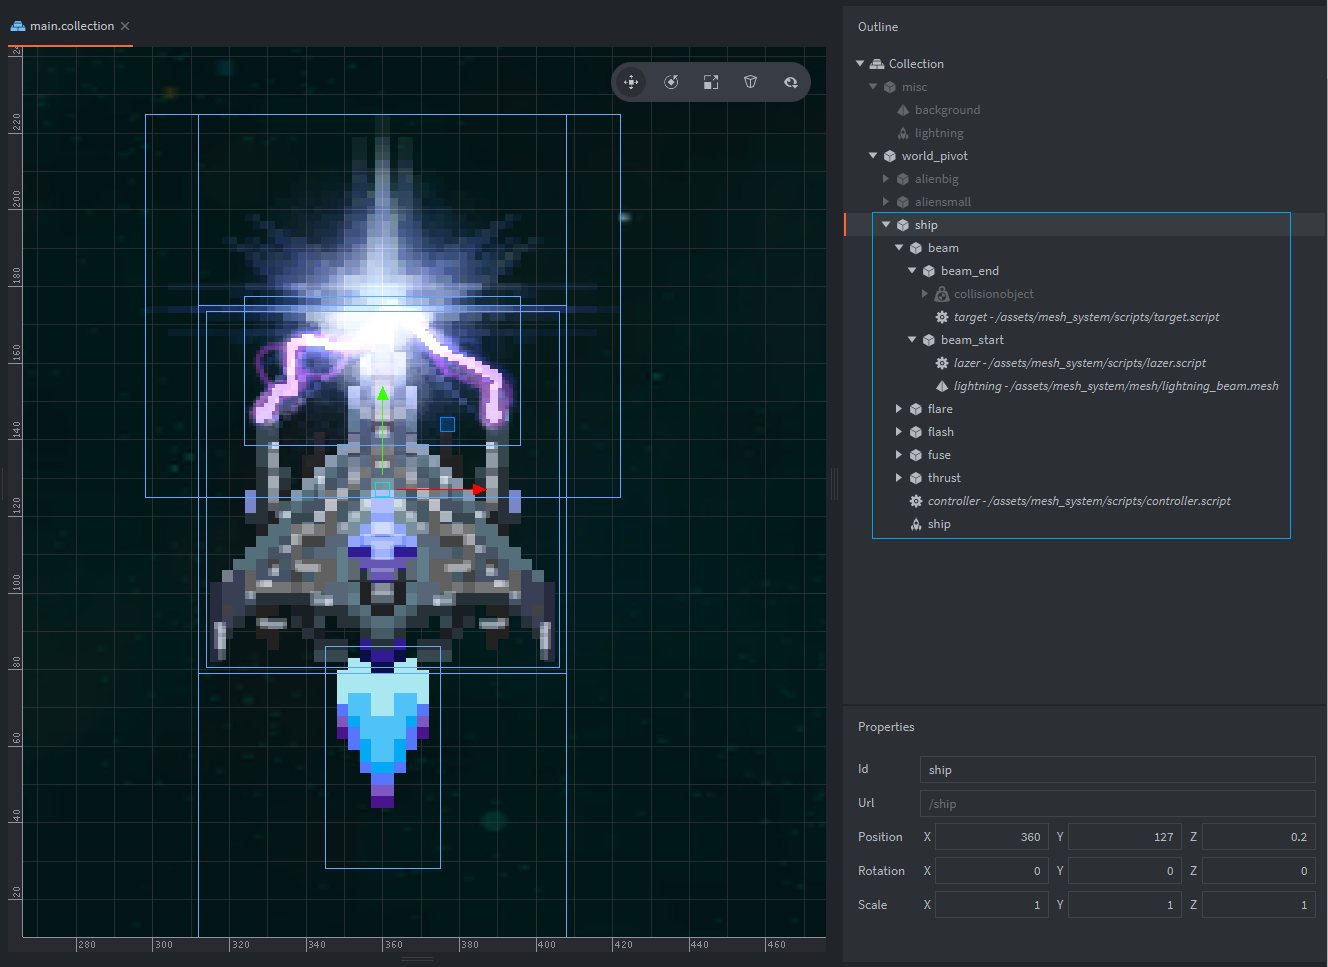 main.collection
Outline
Collection
misc
background
lightning
world_pivot
alienbig
aliensmall
ship
beam
beam_end
collisionobject
target - /assets/mesh_system/scripts/target.script
beam_start
lazer - /assets/mesh_system/scripts/lazer.script
lightning - /assets/mesh_system/mesh/lightning_beam.mesh
flare
flash
fuse
thrust
controller - /assets/mesh_system/scripts/controller.script
ship
220
200
180
160
140
120
100
80
60
40
20
280
300
320
340
360
380
400
420
440
460
Properties
Id ship
Url /ship
Position X 360 Y 127 Z 0.2
Rotation X 0 Y 0 Z 0
Scale X 1 Y 1 Z 1